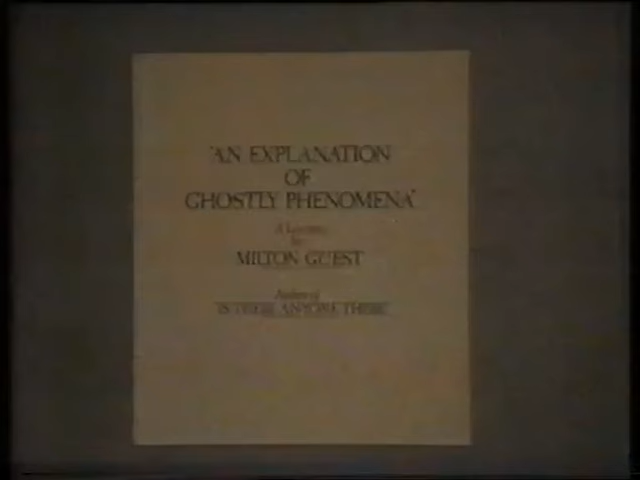 'AN EXPLANATION
OF
GHOSTLY PHENOMENA'
A Lecture
by
MILTON GUEST
Author of
'IS THERE ANYONE THERE'